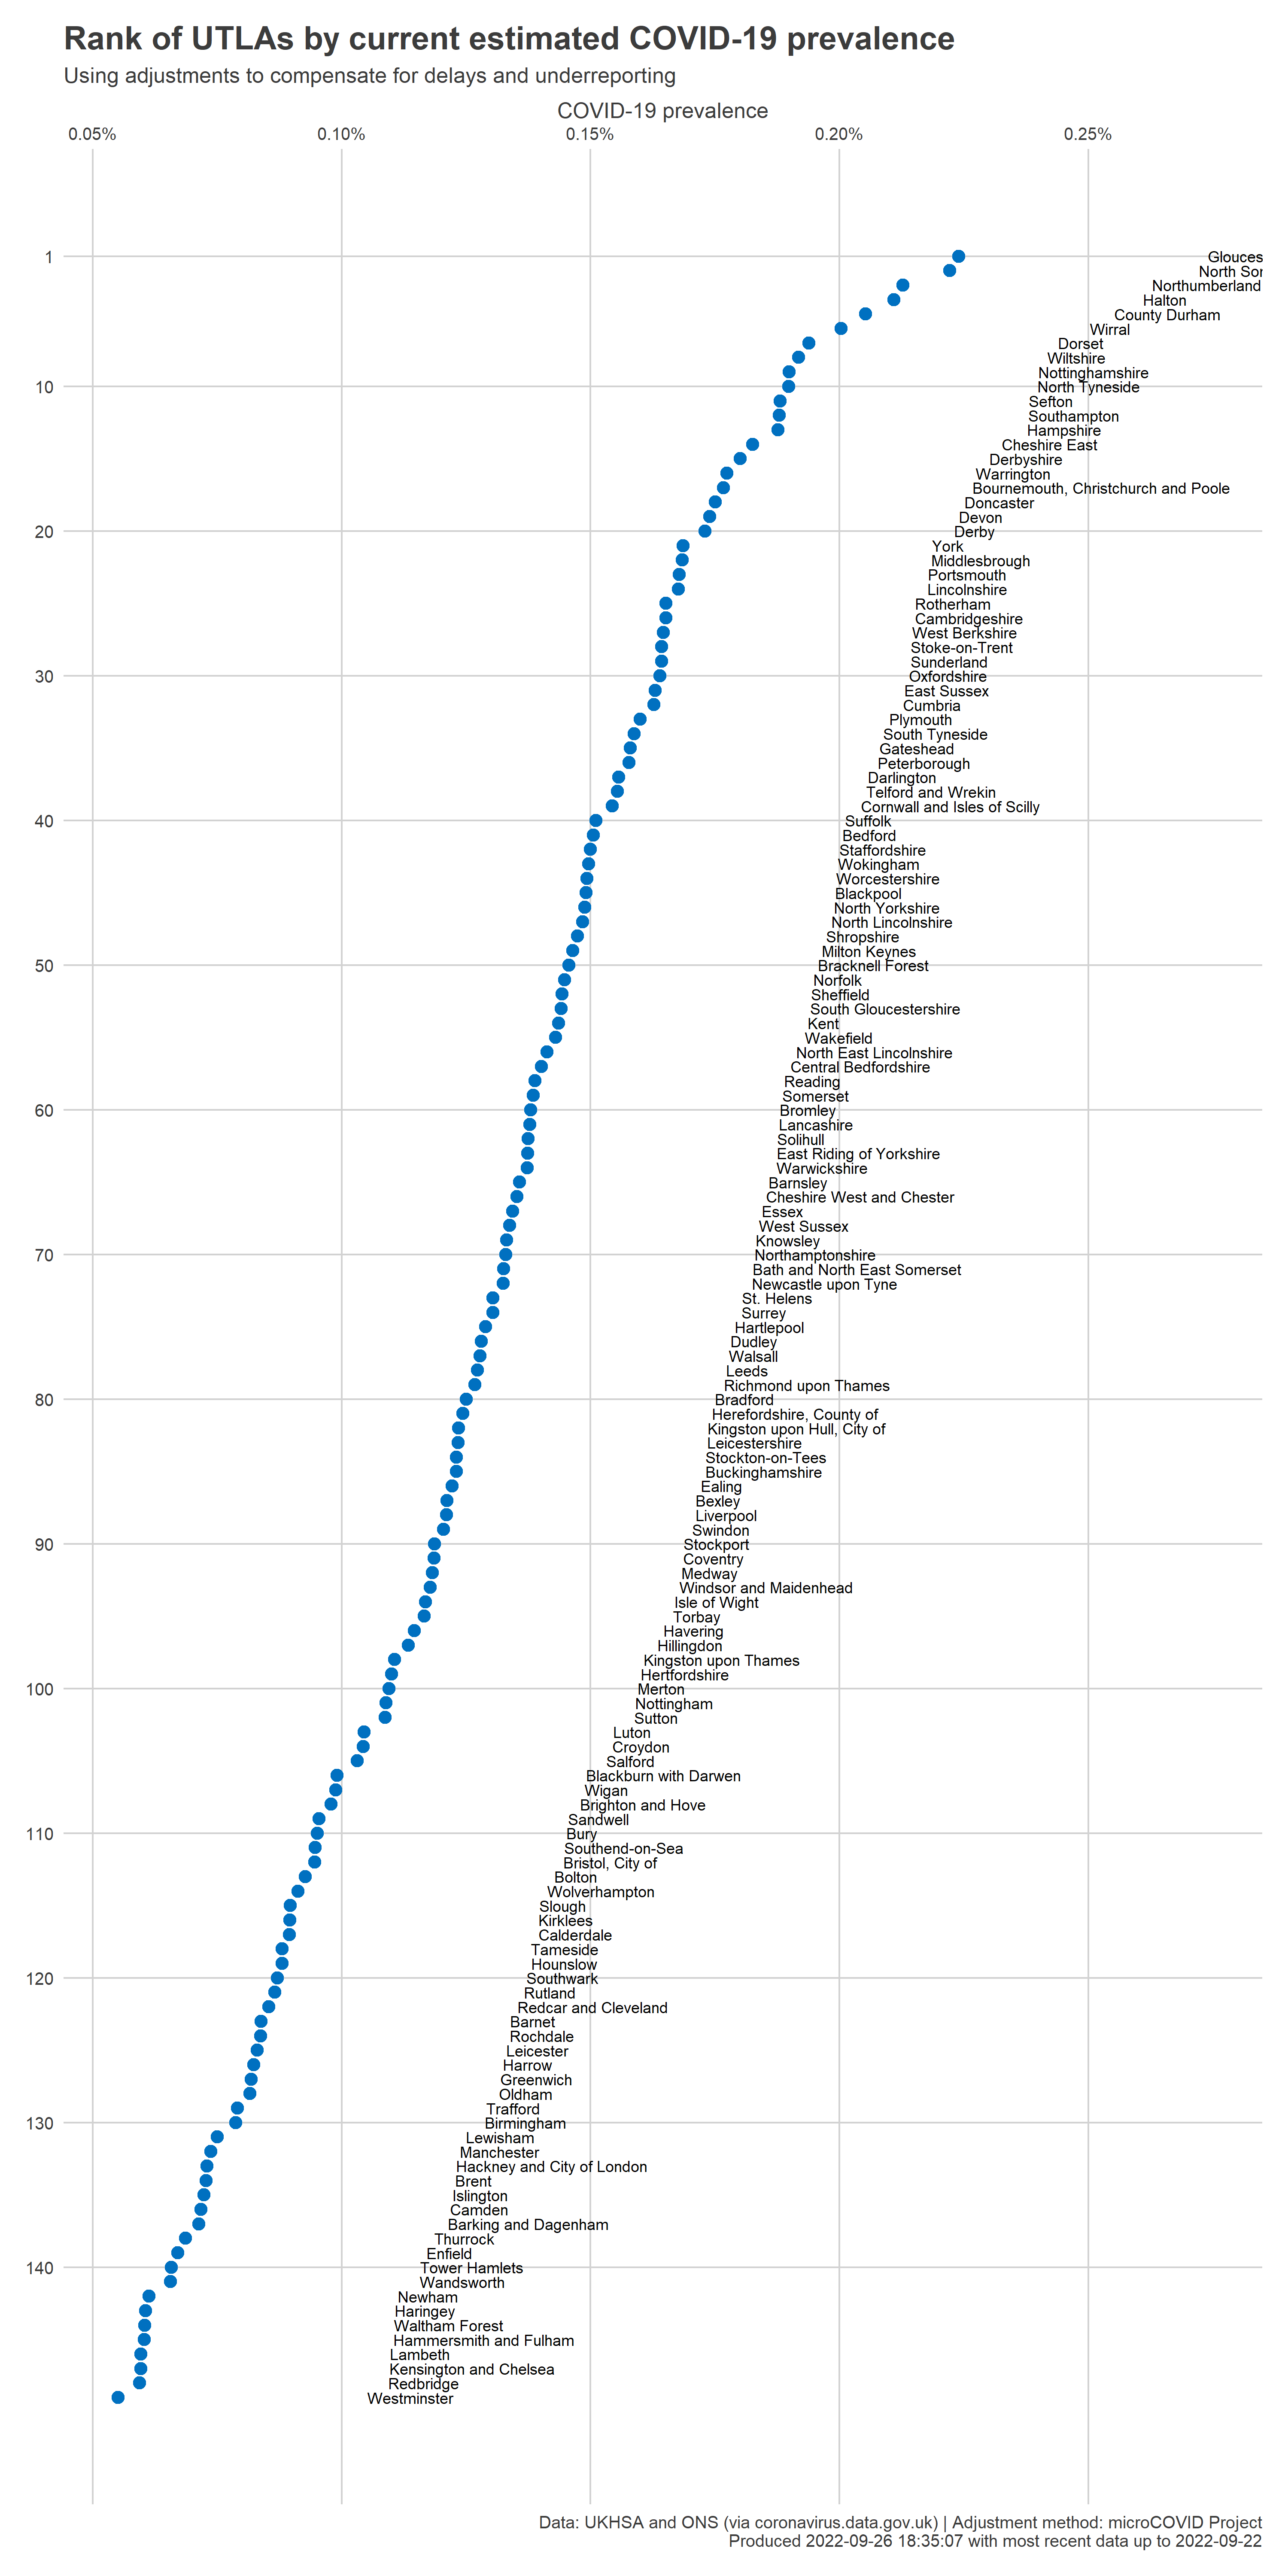 Rank of UTLAs by current estimated COVID-19 prevalence
Using adjustments to compensate for delays and underreporting
COVID-19 prevalence
0.05% 0.10% 0.15% 0.20% 0.25%
1 Glouces
North Sor
Northumberland
Halton
County Durham
Wirral
Dorset
Wiltshire
Nottinghamshire
10 North Tyneside
Sefton
Southampton
Hampshire
Cheshire East
Derbyshire
Warrington
Bournemouth, Christchurch and Poole
Doncaster
Devon
20 Derby
York
Middlesbrough
Portsmouth
Lincolnshire
Rotherham
Cambridgeshire
West Berkshire
Stoke-on-Trent
Sunderland
30 Oxfordshire
East Sussex
Cumbria
Plymouth
South Tyneside
Gateshead
Peterborough
Darlington
Telford and Wrekin
Cornwall and Isles of Scilly
40 Suffolk
Bedford
Staffordshire
Wokingham
Worcestershire
Blackpool
North Yorkshire
North Lincolnshire
Shropshire
Milton Keynes
50 Bracknell Forest
Norfolk
Sheffield
South Gloucestershire
Kent
Wakefield
North East Lincolnshire
Central Bedfordshire
Reading
Somerset
60 Bromley
Lancashire
Solihull
East Riding of Yorkshire
Warwickshire
Barnsley
Cheshire West and Chester
Essex
West Sussex
Knowsley
70 Northamptonshire
Bath and North East Somerset
Newcastle upon Tyne
St. Helens
Surrey
Hartlepool
Dudley
Walsall
Leeds
Richmond upon Thames
80 Bradford
Herefordshire, County of
Kingston upon Hull, City of
Leicestershire
Stockton-on-Tees
Buckinghamshire
Ealing
Bexley
Liverpool
Swindon
90 Stockport
Coventry
Medway
Windsor and Maidenhead
Isle of Wight
Torbay
Havering
Hillingdon
Kingston upon Thames
Hertfordshire
100 Merton
Nottingham
Sutton
Luton
Croydon
Salford
Blackburn with Darwen
Wigan
Brighton and Hove
Sandwell
110 Bury
Southend-on-Sea
Bristol, City of
Bolton
Wolverhampton
Slough
Kirklees
Calderdale
Tameside
Hounslow
120 Southwark
Rutland
Redcar and Cleveland
Barnet
Rochdale
Leicester
Harrow
Greenwich
Oldham
Trafford
130 Birmingham
Lewisham
Manchester
Hackney and City of London
Brent
Islington
Camden
Barking and Dagenham
Thurrock
Enfield
140 Tower Hamlets
Wandsworth
Newham
Haringey
Waltham Forest
Hammersmith and Fulham
Lambeth
Kensington and Chelsea
Redbridge
Westminster
Data: UKHSA and ONS (via coronavirus.data.gov.uk) | Adjustment method: microCOVID Project
Produced 2022-09-26 18:35:07 with most recent data up to 2022-09-22